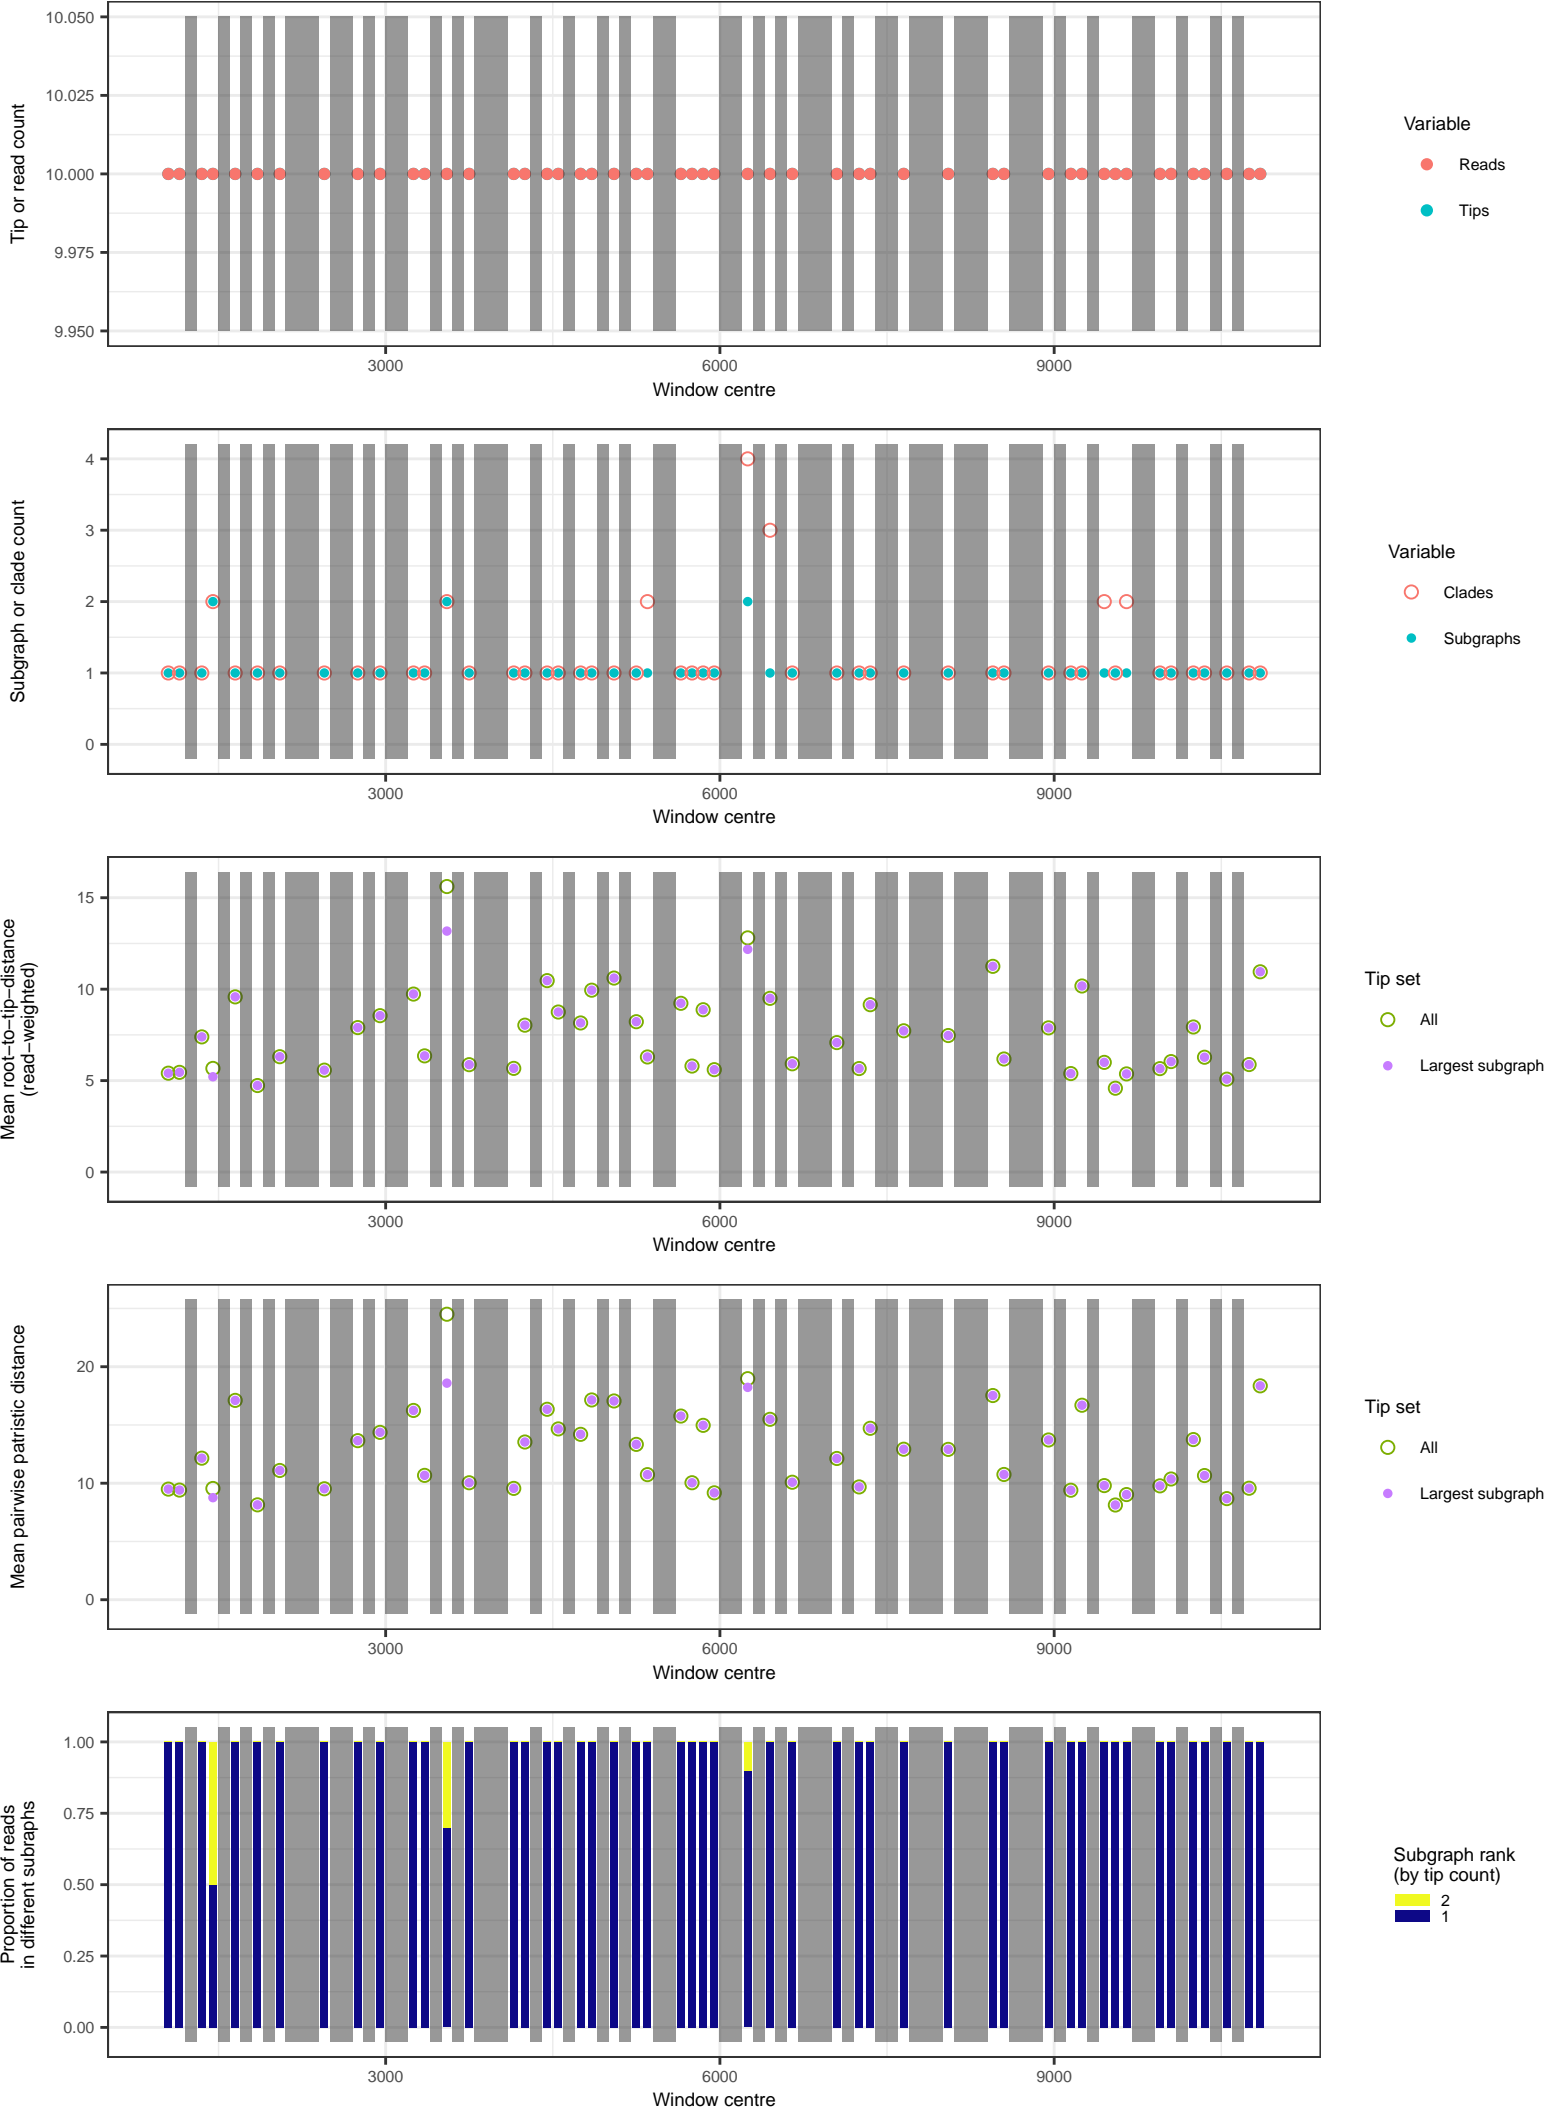 10.050
10.025
10.000
9.975
9.950
Tip or read count
3000
6000
9000
Window centre
Variable
Reads
Tips
4
3
2
1
0
Subgraph or clade count
3000
6000
9000
Window centre
Variable
Clades
Subgraphs
15
10
5
0
Mean root−to−tip−distance
(read−weighted)
3000
6000
9000
Window centre
Tip set
All
Largest subgraph
20
10
0
Mean pairwise patristic distance
3000
6000
9000
Window centre
Tip set
All
Largest subgraph
1.00
0.75
0.50
0.25
0.00
Proportion of reads
in different subraphs
3000
6000
9000
Window centre
Subgraph rank
(by tip count)
2
1